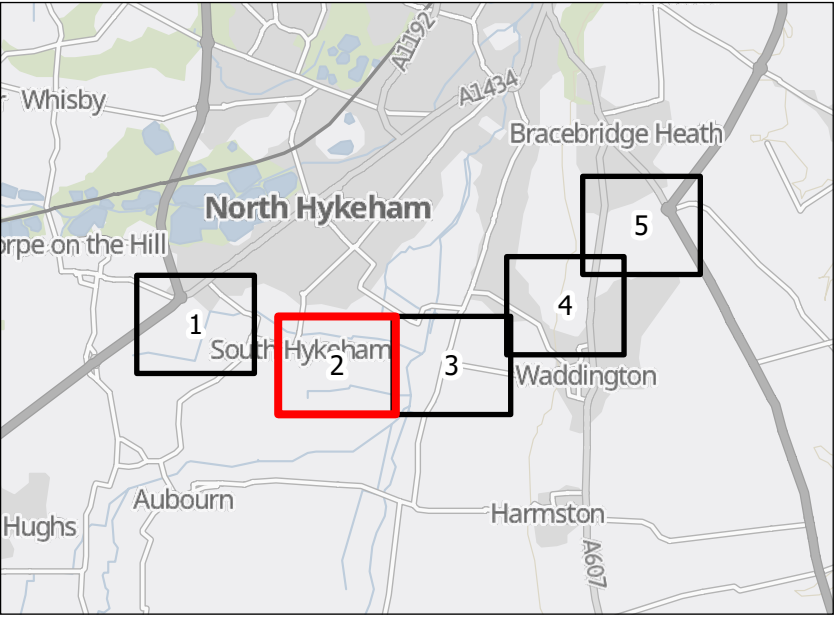 A1192
Whisby
A1434
Bracebridge Heath
North Hykeham
orpe on the Hill
5
4
1
South Hykeham
2
3
Waddington
Aubourn
Harmston
Hughs
A607